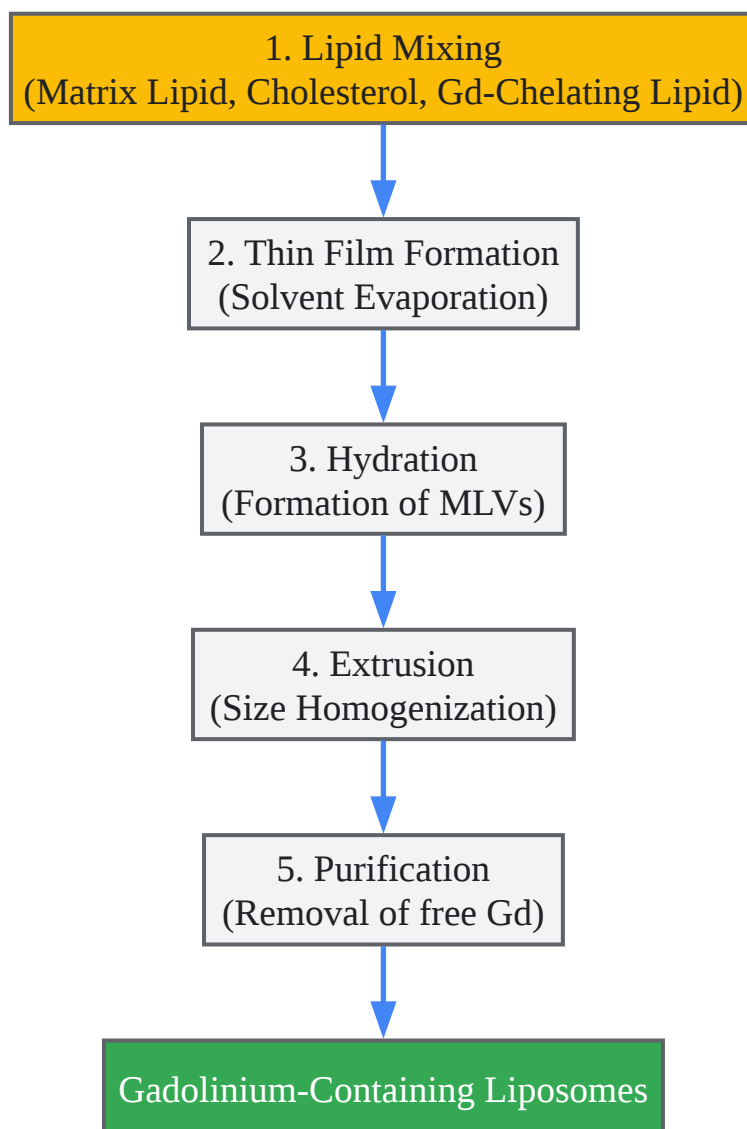 1. Lipid Mixing
(Matrix Lipid, Cholesterol, Gd-Chelating Lipid)
2. Thin Film Formation
(Solvent Evaporation)
3. Hydration
(Formation of MLVs)
4. Extrusion
(Size Homogenization)
5. Purification
(Removal of free Gd)
Gadolinium-Containing Liposomes